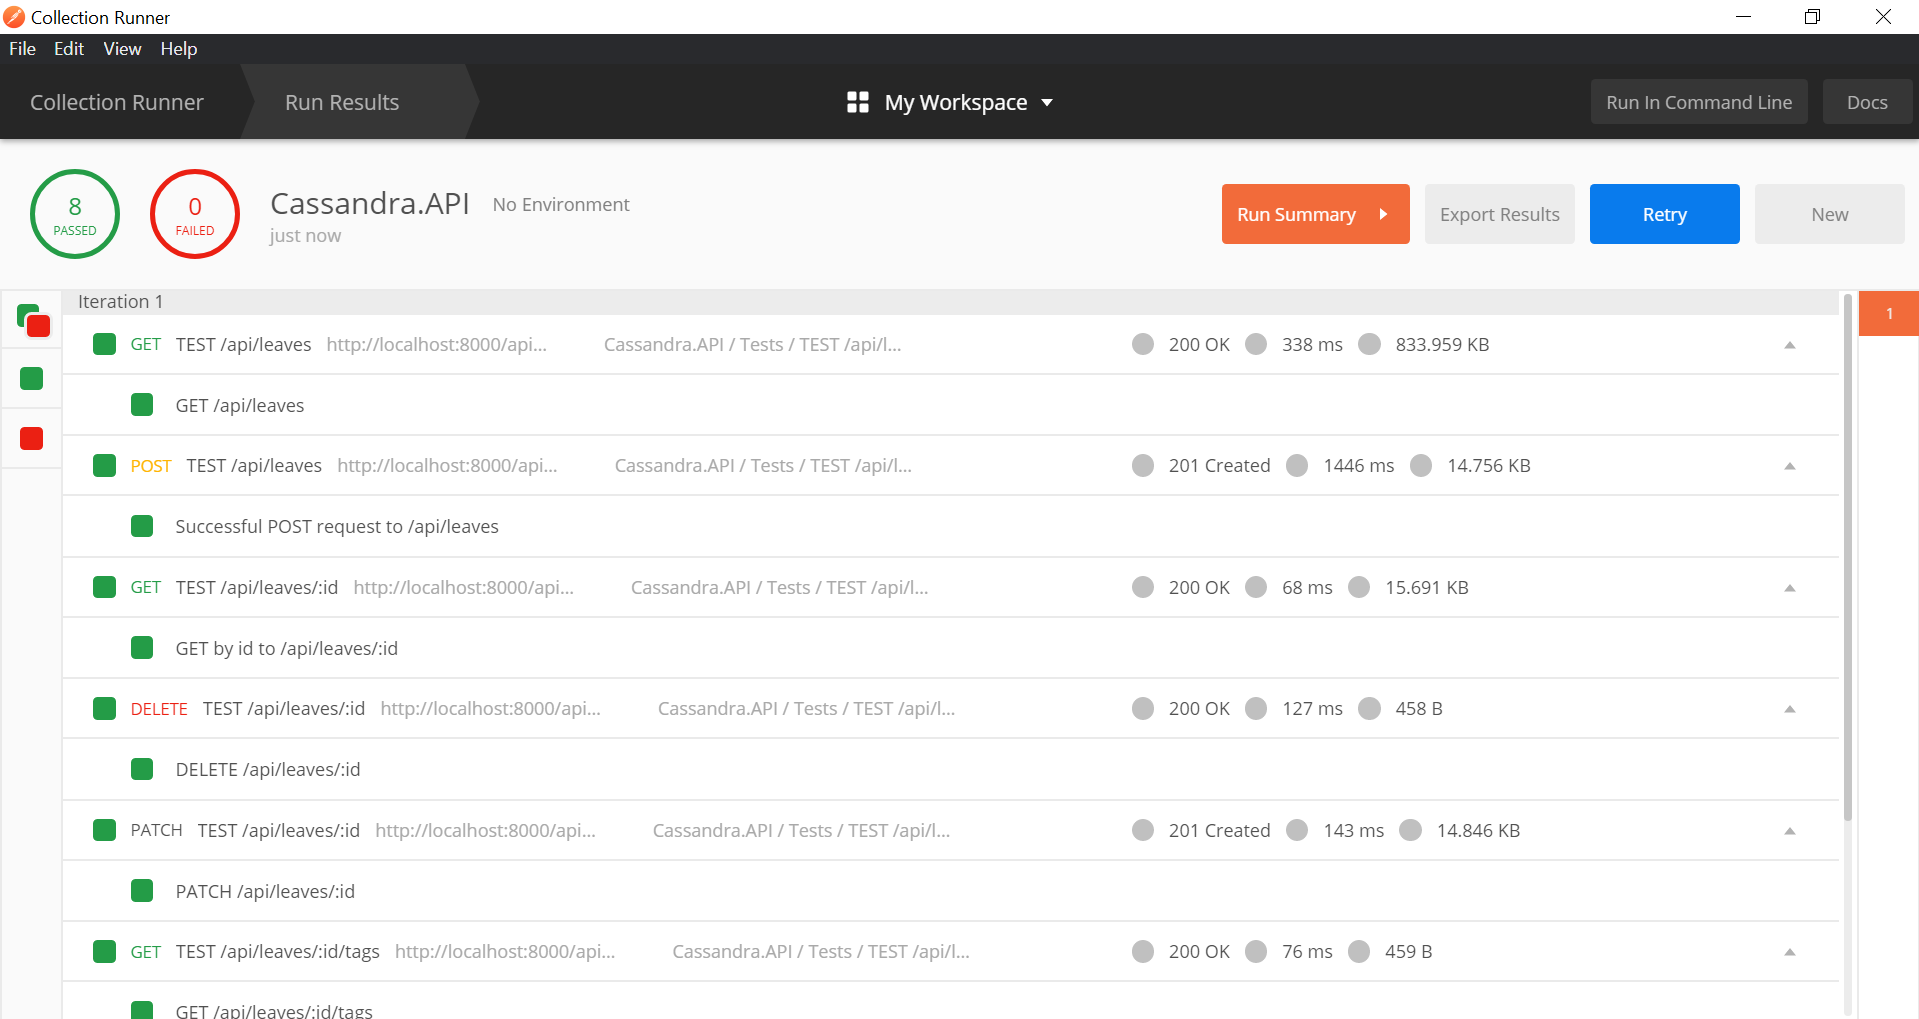 Collection Runner
File Edit View Help
Collection Runner Run Results My Workspace Run In Command Line Docs
8 PASSED
0 FAILED
Cassandra.API No Environment
just now
Run Summary Export Results Retry New
Iteration 1
1
GET TEST /api/leaves http://localhost:8000/api... Cassandra.API / Tests / TEST /api/l... 200 OK 338 ms 833.959 KB
GET /api/leaves
POST TEST /api/leaves http://localhost:8000/api... Cassandra.API / Tests / TEST /api/l... 201 Created 1446 ms 14.756 KB
Successful POST request to /api/leaves
GET TEST /api/leaves/:id http://localhost:8000/api... Cassandra.API / Tests / TEST /api/l... 200 OK 68 ms 15.691 KB
GET by id to /api/leaves/:id
DELETE TEST /api/leaves/:id http://localhost:8000/api... Cassandra.API / Tests / TEST /api/l... 200 OK 127 ms 458 B
DELETE /api/leaves/:id
PATCH TEST /api/leaves/:id http://localhost:8000/api... Cassandra.API / Tests / TEST /api/l... 201 Created 143 ms 14.846 KB
PATCH /api/leaves/:id
GET TEST /api/leaves/:id/tags http://localhost:8000/api... Cassandra.API / Tests / TEST /api/l... 200 OK 76 ms 459 B
GET /api/leaves/:id/tags